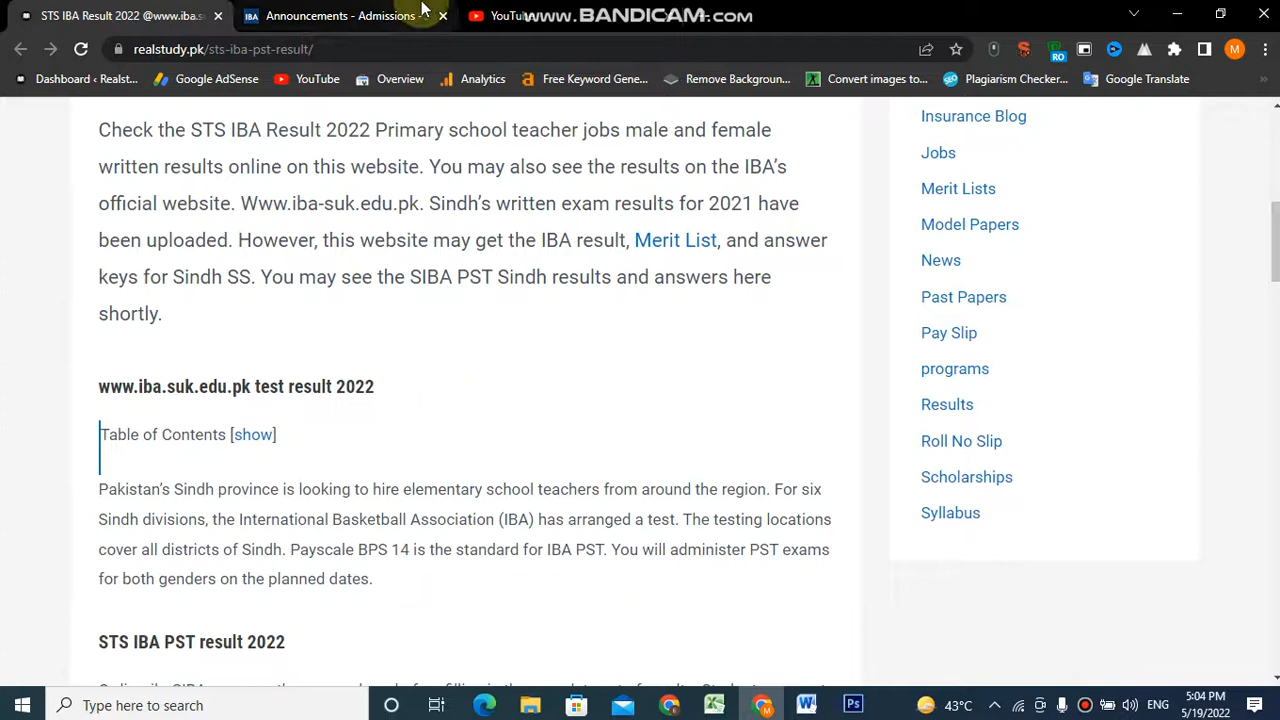 STS IBA Result 2022 @www.iba.s
Announcements - Admissions -
YouTu
www.BANDICAM.com
realstudy.pk/sts-iba-pst-result/
M
Dashboard ‹ Realst...
Google AdSense
YouTube
Overview
Analytics
Free Keyword Gene...
Remove Backgroun...
Convert images to...
Plagiarism Checker...
Google Translate
»
Check the STS IBA Result 2022 Primary school teacher jobs male and female
written results online on this website. You may also see the results on the IBA's
official website. Www.iba-suk.edu.pk. Sindh's written exam results for 2021 have
been uploaded. However, this website may get the IBA result, Merit List, and answer
keys for Sindh SS. You may see the SIBA PST Sindh results and answers here
shortly.
www.iba.suk.edu.pk test result 2022
Table of Contents [show]
Pakistan's Sindh province is looking to hire elementary school teachers from around the region. For six
Sindh divisions, the International Basketball Association (IBA) has arranged a test. The testing locations
cover all districts of Sindh. Payscale BPS 14 is the standard for IBA PST. You will administer PST exams
for both genders on the planned dates.
STS IBA PST result 2022
Insurance Blog
Jobs
Merit Lists
Model Papers
News
Past Papers
Pay Slip
programs
Results
Roll No Slip
Scholarships
Syllabus
Type here to search
43°C
ENG
5:04 PM
5/19/2022